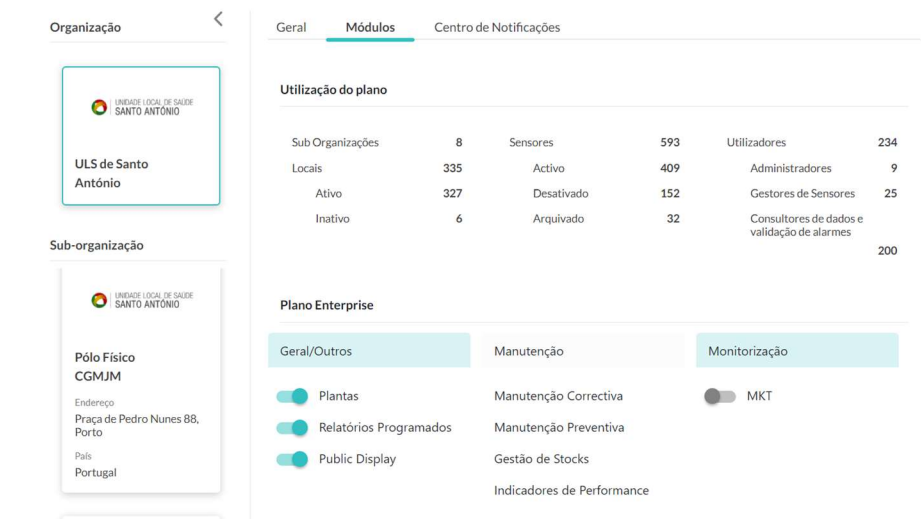 Organização
UNIDADE LOCAL DE SAÚDE
SANTO ANTÓNIO
ULS de Santo
António
Sub-organização
UNIDADE LOCAL DE SAÚDE
SANTO ANTÓNIO
Pólo Físico
CGMJM
Endereço
Praça de Pedro Nunes 88,
Porto
País
Portugal
Geral Módulos Centro de Notificações
Utilização do plano
Sub Organizações 8 Sensores 593 Utilizadores 234
Locais 335 Activo 409 Administradores 9
Ativo 327 Desativado 152 Gestores de Sensores 25
Inativo 6 Arquivado 32 Consultores de dados e
validação de alarmes
200
Plano Enterprise
Geral/Outros Manutenção Monitorização
Plantas Manutenção Correctiva MKT
Relatórios Programados Manutenção Preventiva
Public Display Gestão de Stocks
Indicadores de Performance